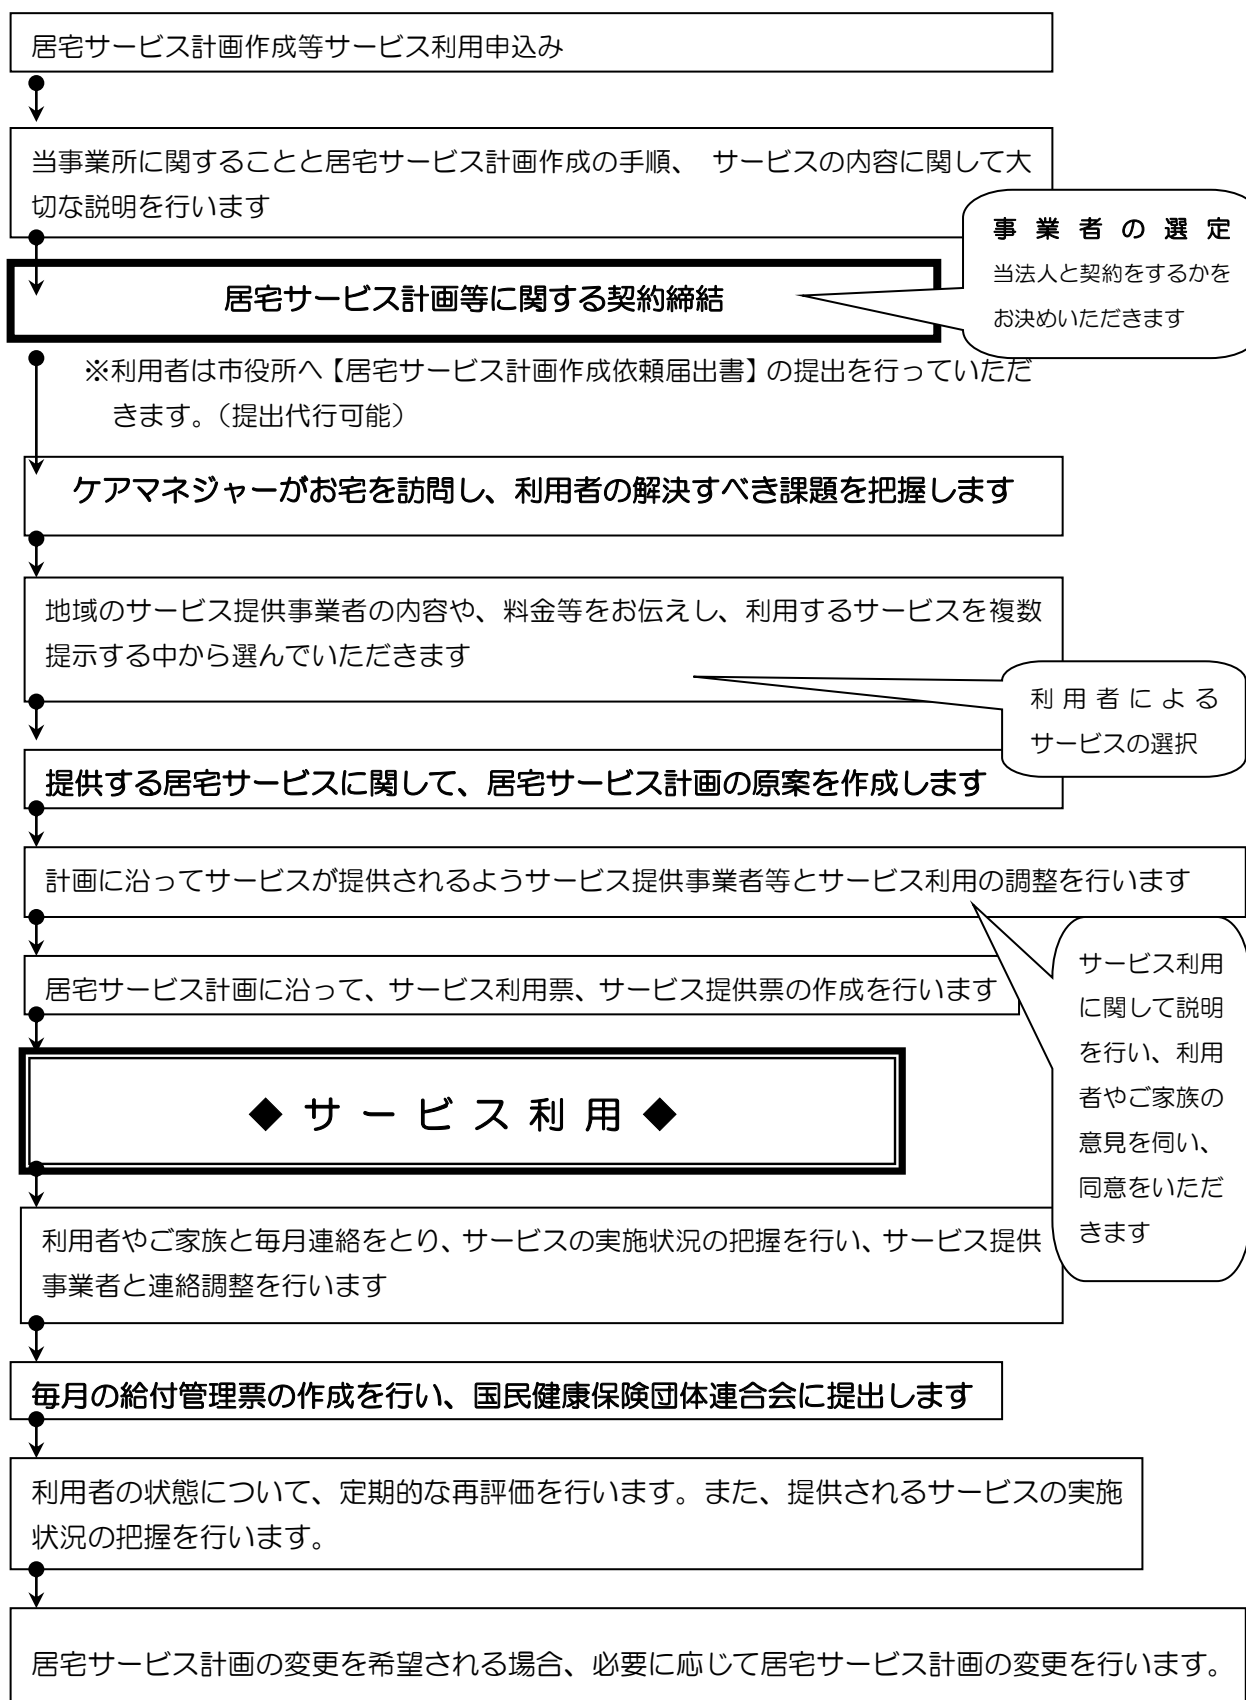 居宅サービス計画作成等サービス利用申込み
当事業所に関することと居宅サービス計画作成の手順、　サービスの内容に関して大
切な説明を行います
事業者の選定
当法人と契約をするかを
お決めいただきます
居宅サービス計画等に関する契約締結
※利用者は市役所へ【居宅サービス計画作成依頼届出書】の提出を行っていただ
きます。（提出代行可能）
ケアマネジャーがお宅を訪問し、利用者の解決すべき課題を把握します
地域のサービス提供事業者の内容や、料金等をお伝えし、利用するサービスを複数
提示する中から選んでいただきます
利用者による
サービスの選択
提供する居宅サービスに関して、居宅サービス計画の原案を作成します
計画に沿ってサービスが提供されるようサービス提供事業者等とサービス利用の調整を行います
サービス利用
に関して説明
を行い、利用
者やご家族の
意見を伺い、
同意をいただ
きます
居宅サービス計画に沿って、サービス利用票、サービス提供票の作成を行います
◆サービス利用◆
利用者やご家族と毎月連絡をとり、サービスの実施状況の把握を行い、サービス提供
事業者と連絡調整を行います
毎月の給付管理票の作成を行い、国民健康保険団体連合会に提出します
利用者の状態について、定期的な再評価を行います。また、提供されるサービスの実施
状況の把握を行います。
居宅サービス計画の変更を希望される場合、必要に応じて居宅サービス計画の変更を行います。